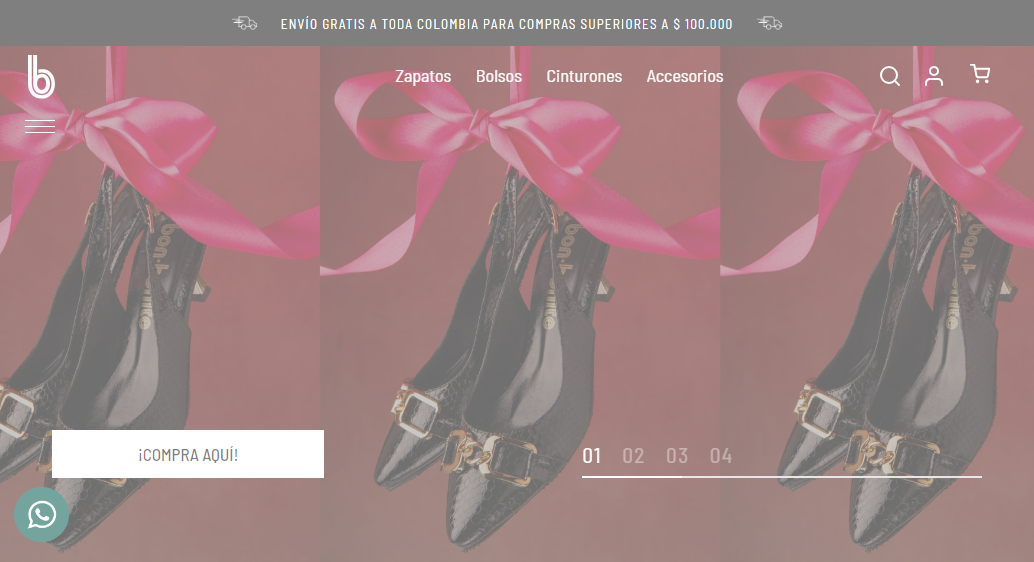 ENVÍO GRATIS A TODA COLOMBIA PARA COMPRAS SUPERIORES A $ 100.000
b
Zapatos Bolsos Cinturones Accesorios
¡COMPRA AQUÍ!
01 02 03 04